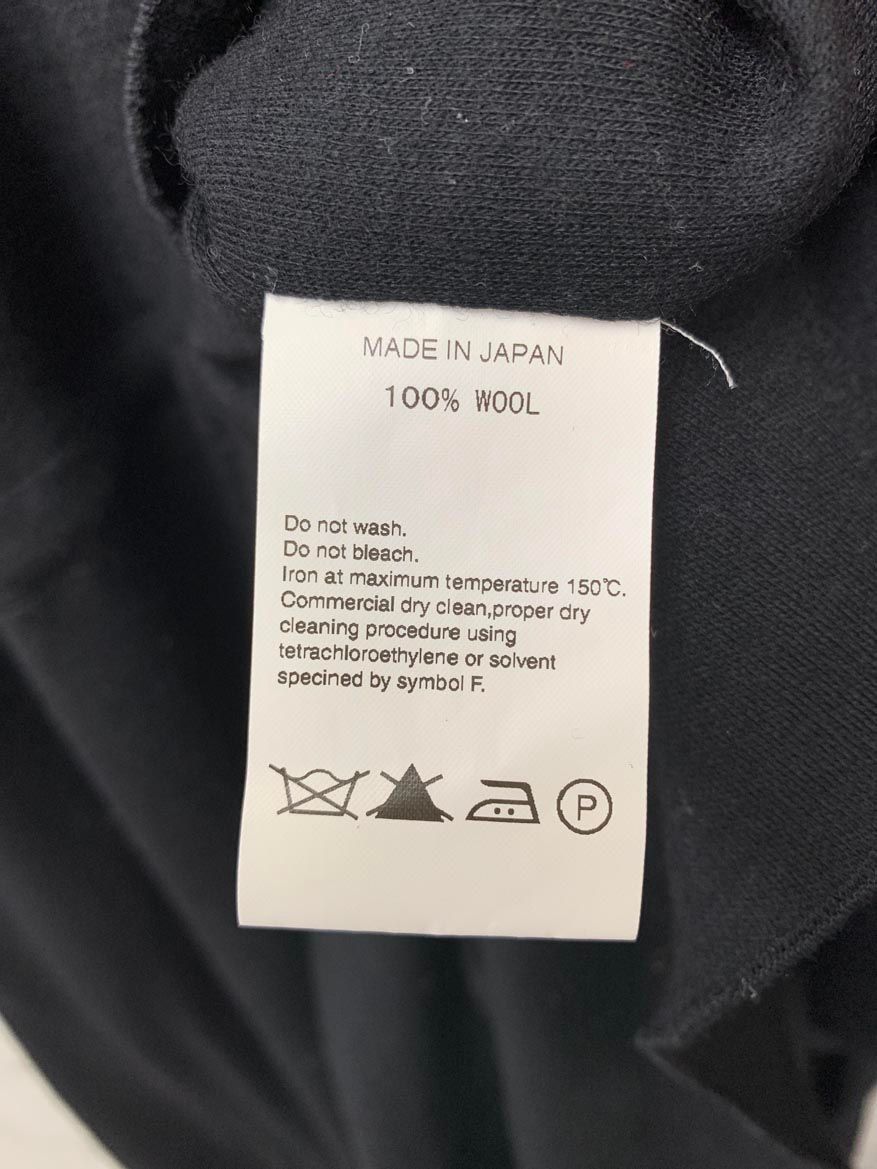 MADE IN JAPAN
100% WOOL
Do not wash.
Do not bleach.
Iron at maximum temperature 150℃.
Commercial dry clean,proper dry
cleaning procedure using
tetrachloroethylene or solvent
specined by symbol F.
P